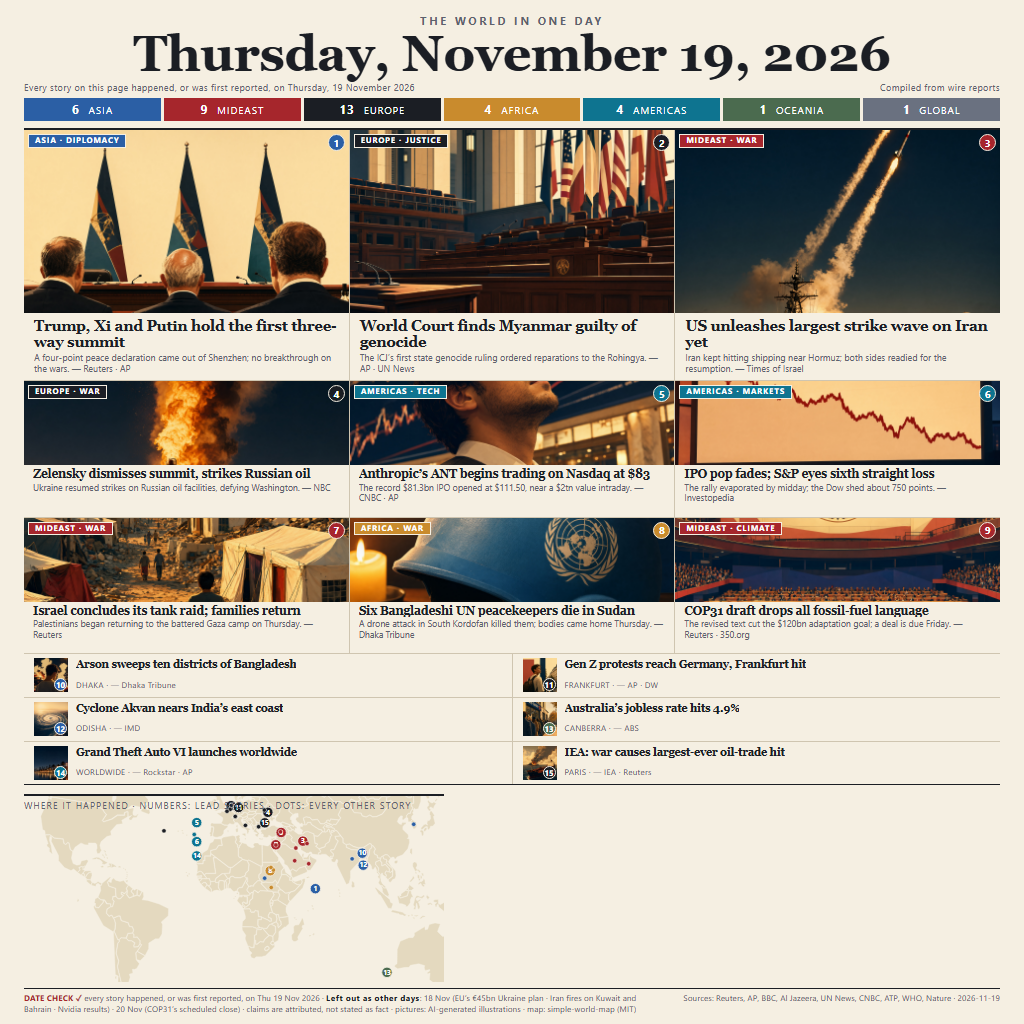 THE WORLD IN ONE DAY
Thursday, November 19, 2026
Every story on this page happened, or was first reported, on Thursday, 19 November 2026
Compiled from wire reports
6 ASIA
9 MIDEAST
13 EUROPE
4 AFRICA
4 AMERICAS
1 OCEANIA
1 GLOBAL
ASIA · DIPLOMACY
1
EUROPE · JUSTICE
2
MIDEAST · WAR
3
Trump, Xi and Putin hold the first three-
way summit
A four-point peace declaration came out of Shenzhen; no breakthrough on
the wars. — Reuters · AP
World Court finds Myanmar guilty of
genocide
The ICJ's first state genocide ruling ordered reparations to the Rohingya. —
AP · UN News
US unleashes largest strike wave on Iran
yet
Iran kept hitting shipping near Hormuz; both sides readied for the
resumption. — Times of Israel
EUROPE · WAR
4
AMERICAS · TECH
5
AMERICAS · MARKETS
6
Zelensky dismisses summit, strikes Russian oil
Ukraine resumed strikes on Russian oil facilities, defying Washington. — NBC
Anthropic's ANT begins trading on Nasdaq at $83
The record $81.3bn IPO opened at $111.50, near a $2tn value intraday. —
CNBC · AP
IPO pop fades; S&P eyes sixth straight loss
The rally evaporated by midday; the Dow shed about 750 points. —
Investopedia
MIDEAST · WAR
7
AFRICA · WAR
8
MIDEAST · CLIMATE
9
Israel concludes its tank raid; families return
Palestinians began returning to the battered Gaza camp on Thursday. —
Reuters
Six Bangladeshi UN peacekeepers die in Sudan
A drone attack in South Kordofan killed them; bodies came home Thursday. —
Dhaka Tribune
COP31 draft drops all fossil-fuel language
The revised text cut the $120bn adaptation goal; a deal is due Friday. —
Reuters · 350.org
10
Arson sweeps ten districts of Bangladesh
DHAKA · — Dhaka Tribune
11
Gen Z protests reach Germany, Frankfurt hit
FRANKFURT · — AP · DW
12
Cyclone Akvan nears India's east coast
ODISHA · — IMD
13
Australia's jobless rate hits 4.9%
CANBERRA · — ABS
14
Grand Theft Auto VI launches worldwide
WORLDWIDE · — Rockstar · AP
15
IEA: war causes largest-ever oil-trade hit
PARIS · — IEA · Reuters
WHERE IT HAPPENED · NUMBERS: LEAD STORIES · DOTS: EVERY OTHER STORY
4
5
15
6
3
14
10
12
8
1
13
DATE CHECK ✓ every story happened, or was first reported, on Thu 19 Nov 2026 · Left out as other days: 18 Nov (EU's €45bn Ukraine plan · Iran fires on Kuwait and
Bahrain · Nvidia results) · 20 Nov (COP31's scheduled close) · claims are attributed, not stated as fact · pictures: AI-generated illustrations · map: simple-world-map (MIT)
Sources: Reuters, AP, BBC, Al Jazeera, UN News, CNBC, ATP, WHO, Nature · 2026-11-19